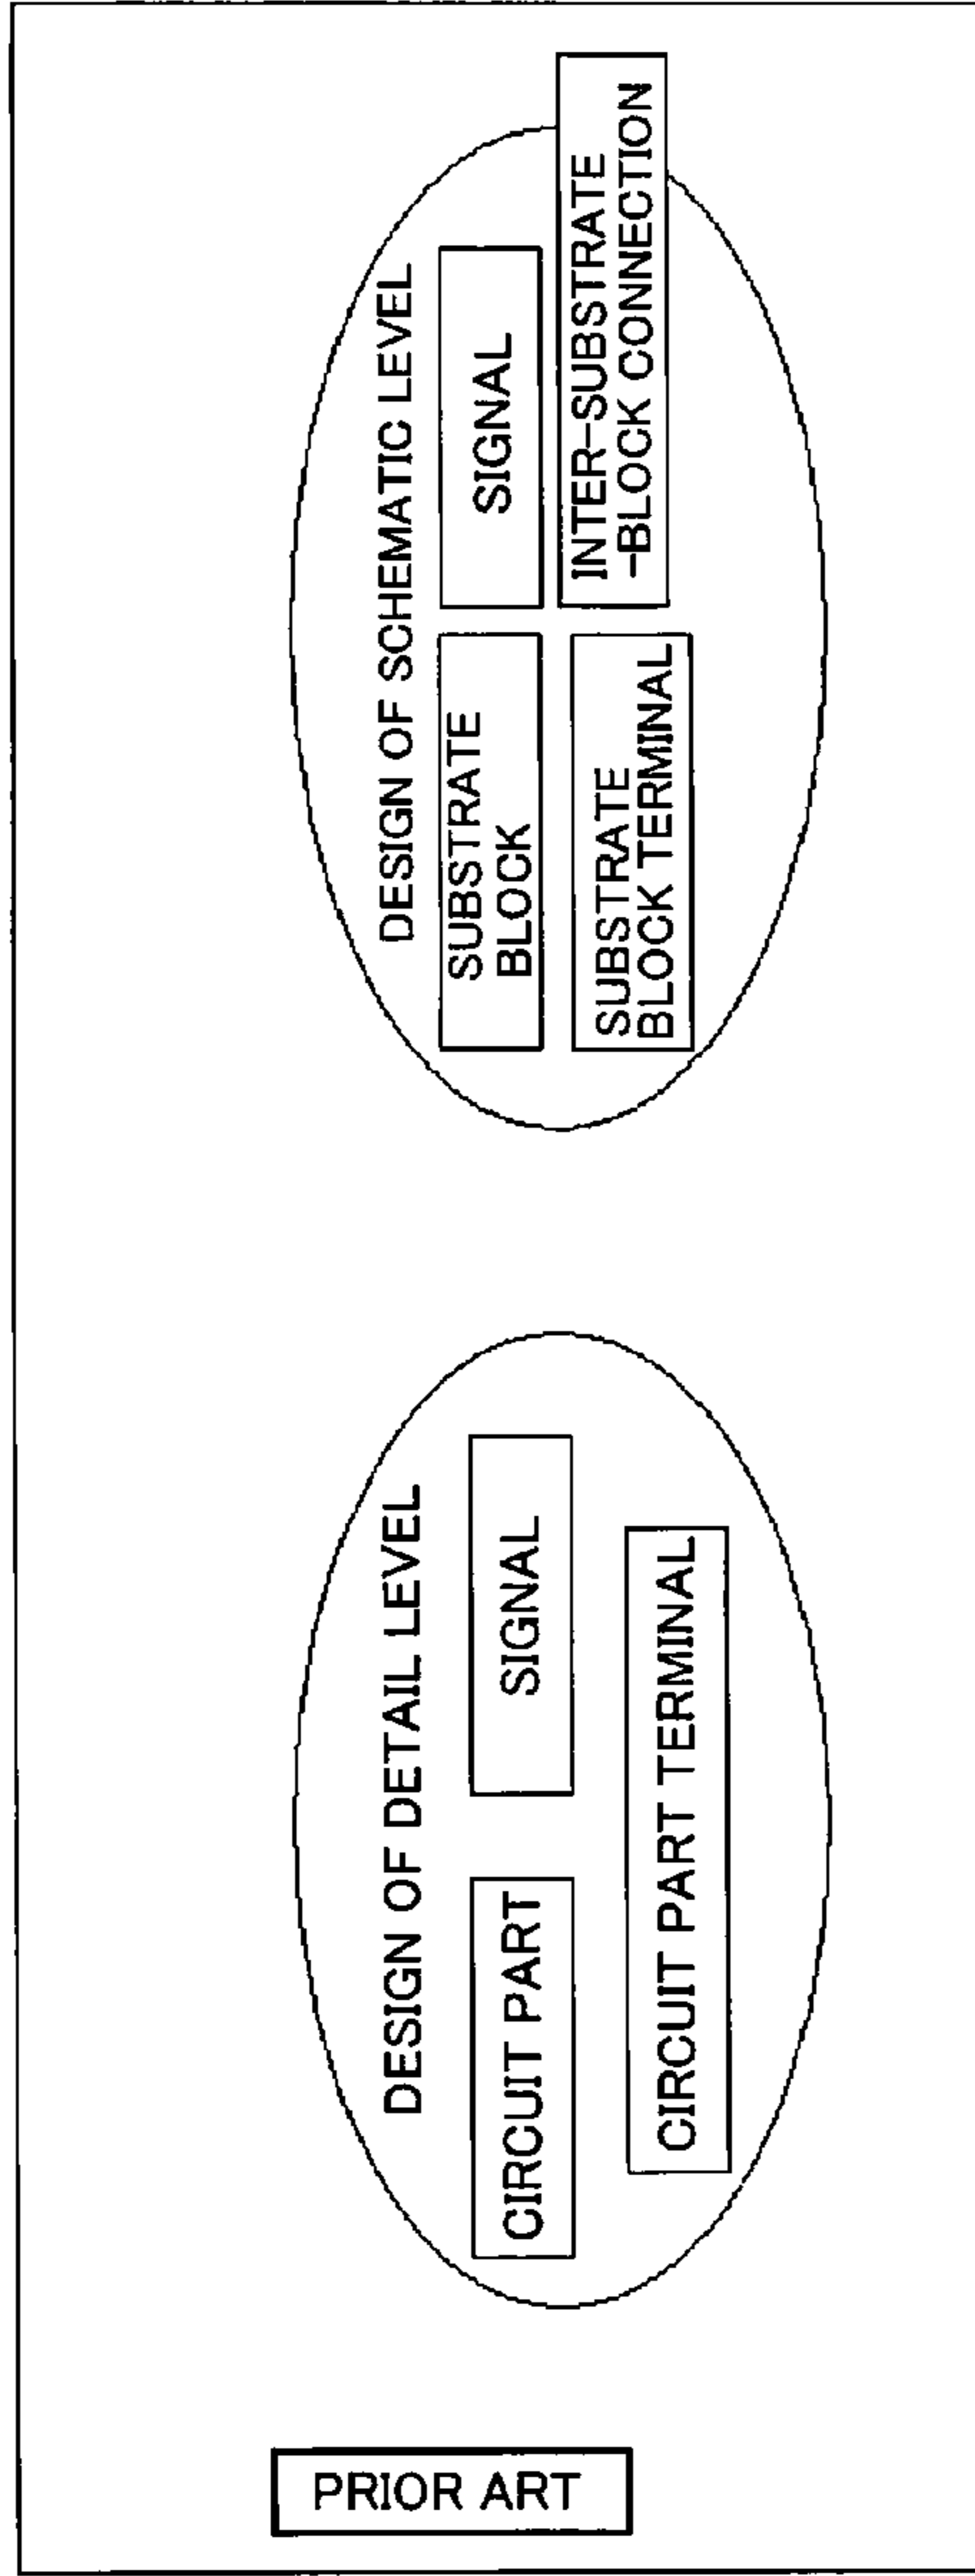 PRIOR ART
DESIGN OF DETAIL LEVEL
CIRCUIT PART
SIGNAL
CIRCUIT PART TERMINAL
DESIGN OF SCHEMATIC LEVEL
SUBSTRATE
BLOCK
SIGNAL
SUBSTRATE
BLOCK TERMINAL
INTER-SUBSTRATE
-BLOCK CONNECTION